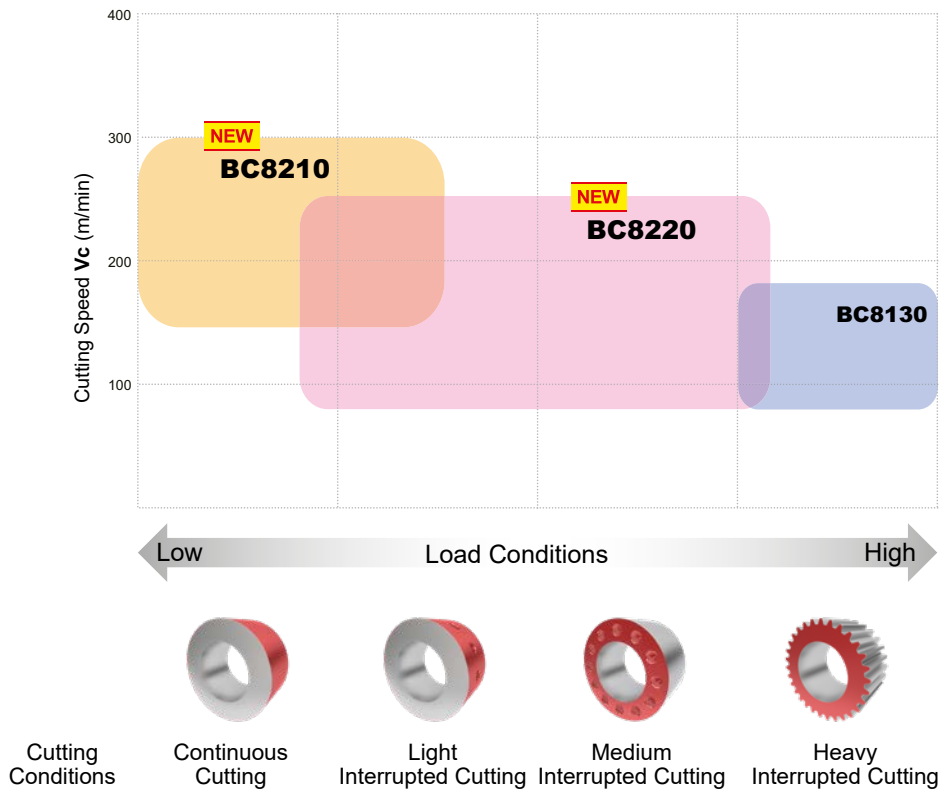 400
300
200
100
Cutting Speed Vc (m/min)
NEW
BC8210
NEW
BC8220
BC8130
Low
Load Conditions
High
Cutting
Conditions
Continuous
Cutting
Light
Interrupted Cutting
Medium
Interrupted Cutting
Heavy
Interrupted Cutting